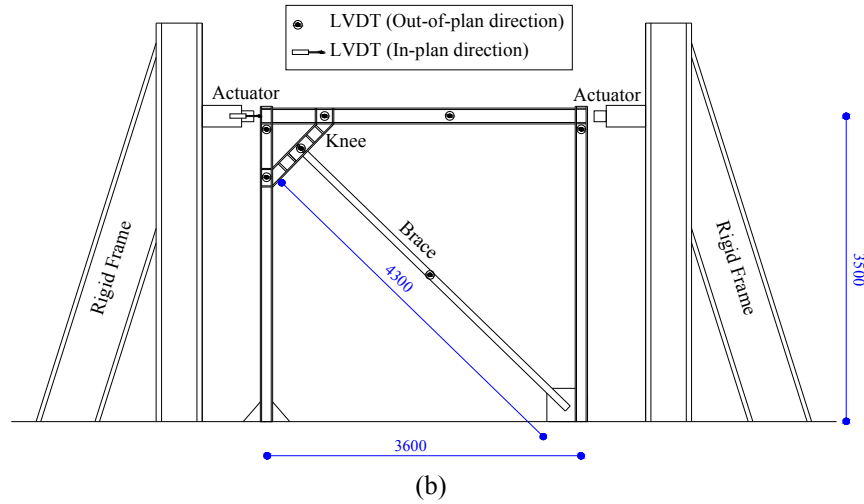 LVDT (Out-of-plan direction)
LVDT (In-plan direction)
Actuator
Actuator
Knee
Brace
4300
Rigid Frame
Rigid Frame
3500
3600
(b)